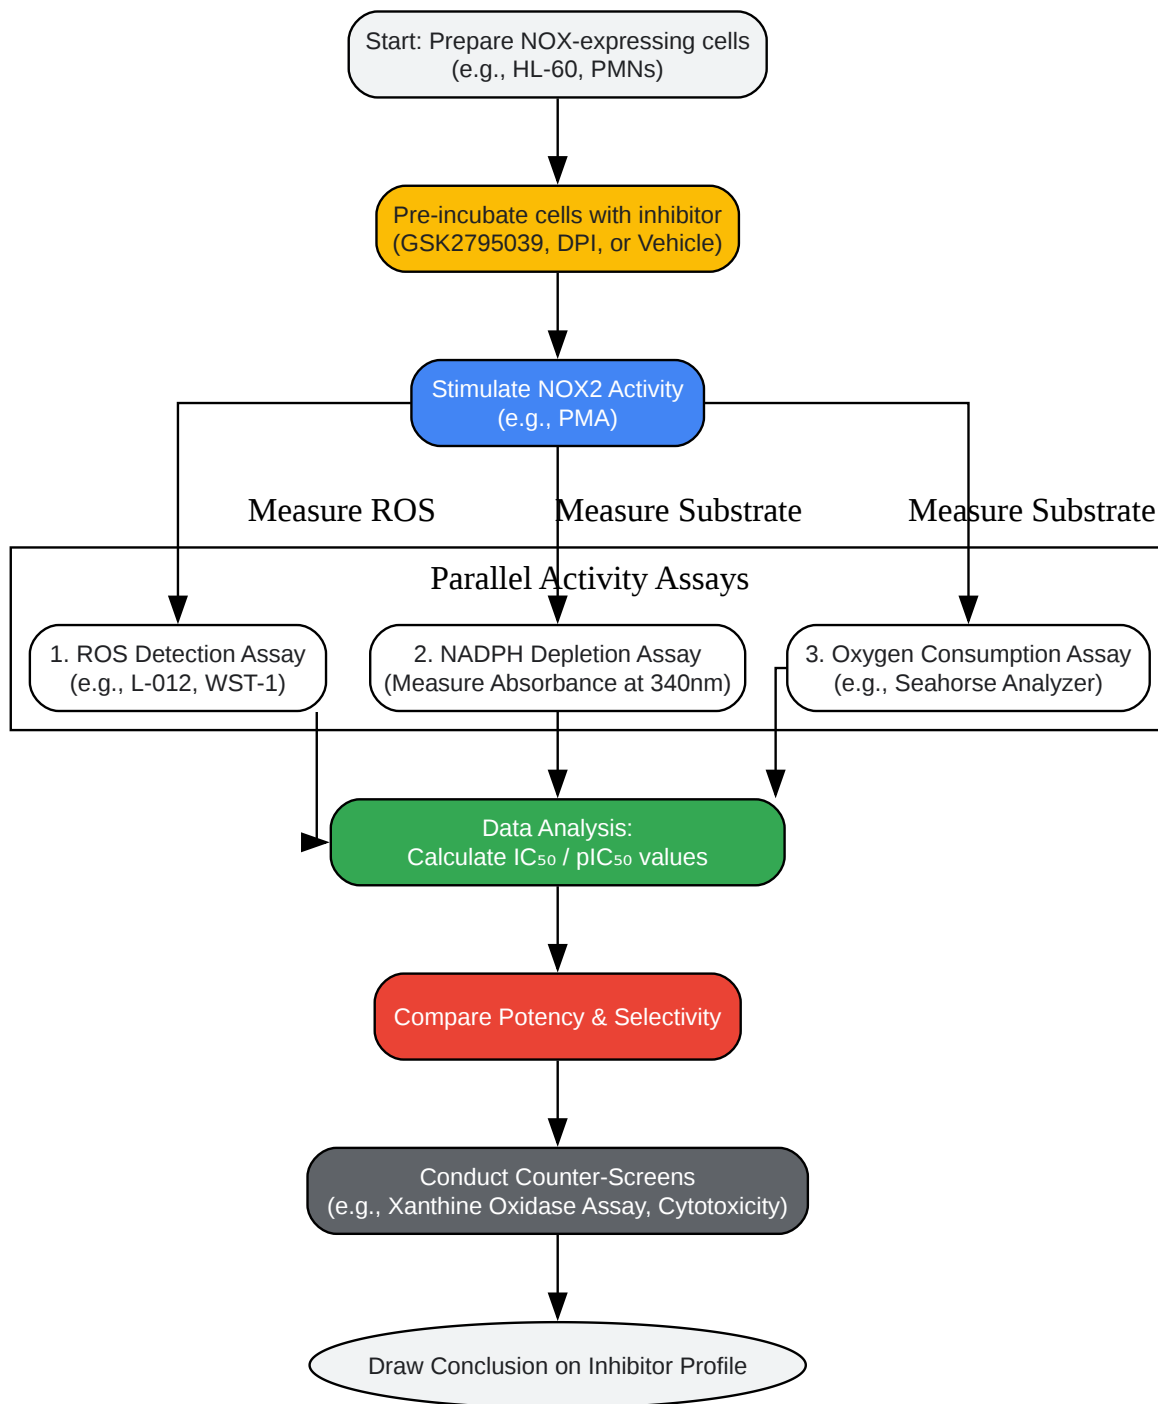 Start: Prepare NOX-expressing cells
(e.g., HL-60, PMNs)
Pre-incubate cells with inhibitor
(GSK2795039, DPI, or Vehicle)
Stimulate NOX2 Activity
(e.g., PMA)
Measure ROS
Measure Substrate
Measure Substrate
Parallel Activity Assays
1. ROS Detection Assay
(e.g., L-012, WST-1)
2. NADPH Depletion Assay
(Measure Absorbance at 340nm)
3. Oxygen Consumption Assay
(e.g., Seahorse Analyzer)
Data Analysis:
Calculate IC₅₀ / pIC₅₀ values
Compare Potency & Selectivity
Conduct Counter-Screens
(e.g., Xanthine Oxidase Assay, Cytotoxicity)
Draw Conclusion on Inhibitor Profile